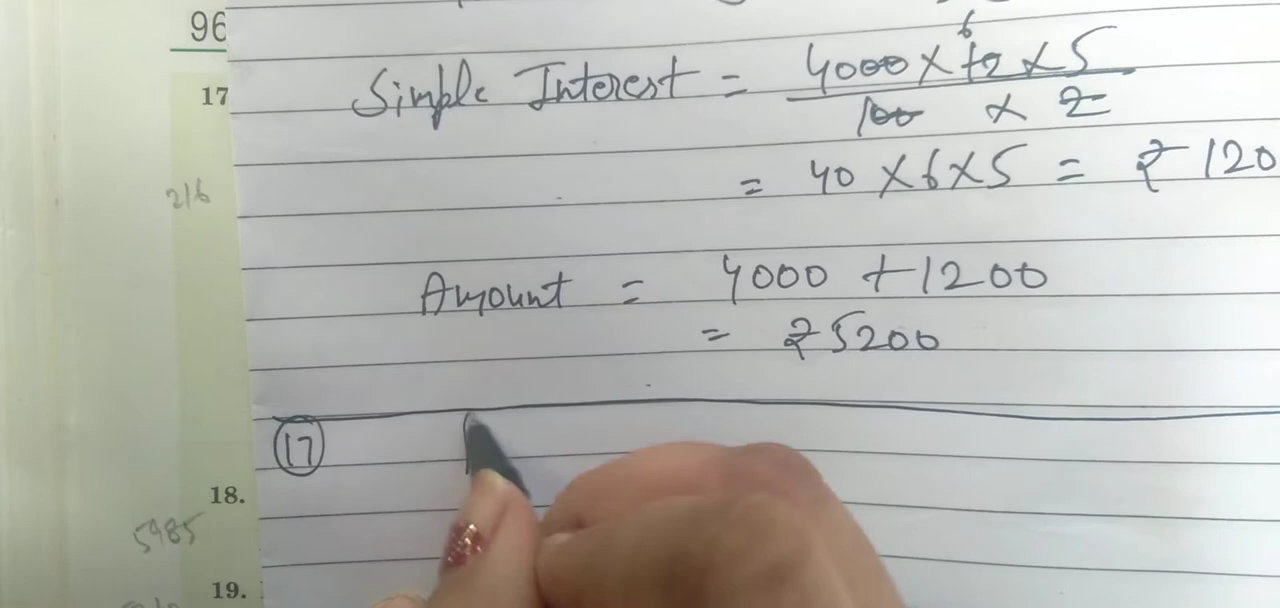 96
Simple Interest = 4000 × 12 × 5 / 100 × 2
6
17
= 40 × 6 × 5 = ₹ 120
216
Amount = 4000 + 1200
= ₹ 5200
17
18.
5985
19.